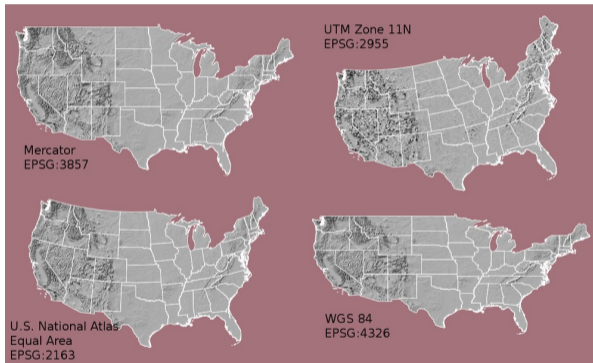 Mercator
EPSG:3857
UTM Zone 11N
EPSG:2955
U.S. National Atlas
Equal Area
EPSG:2163
WGS 84
EPSG:4326